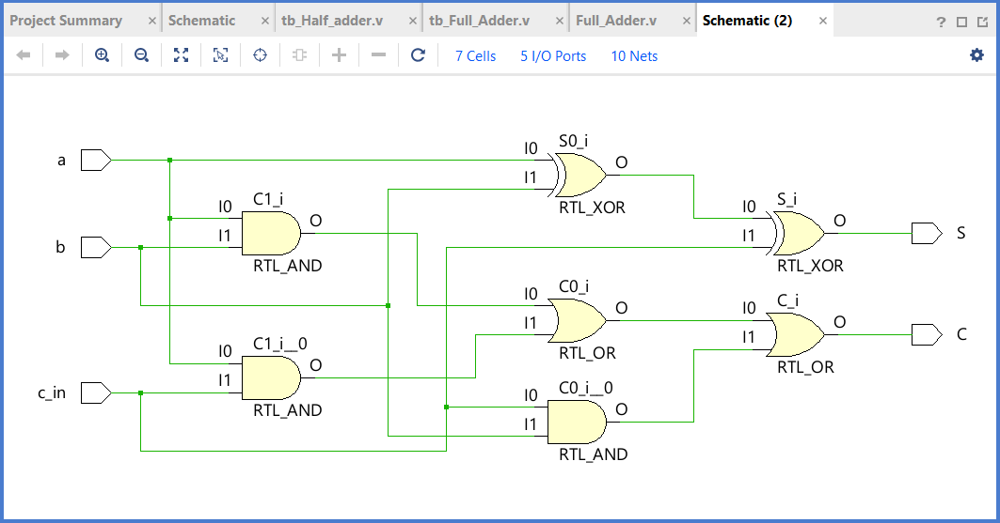 Project Summary × Schematic × tb_Half_adder.v × tb_Full_Adder.v × Full_Adder.v × Schematic (2) × ?
7 Cells 5 I/O Ports 10 Nets
S0_i
I0 O
a
I1
C1_i RTL_XOR S_i
I0 I0
O O
I1 I1
b S
RTL_AND RTL_XOR
C0_i
I0 C_i
O I0
I1 O
I1 C
C1_i__0 RTL_OR
I0 RTL_OR
O
I1 C0_i__0
c_in I0
RTL_AND O
I1
RTL_AND